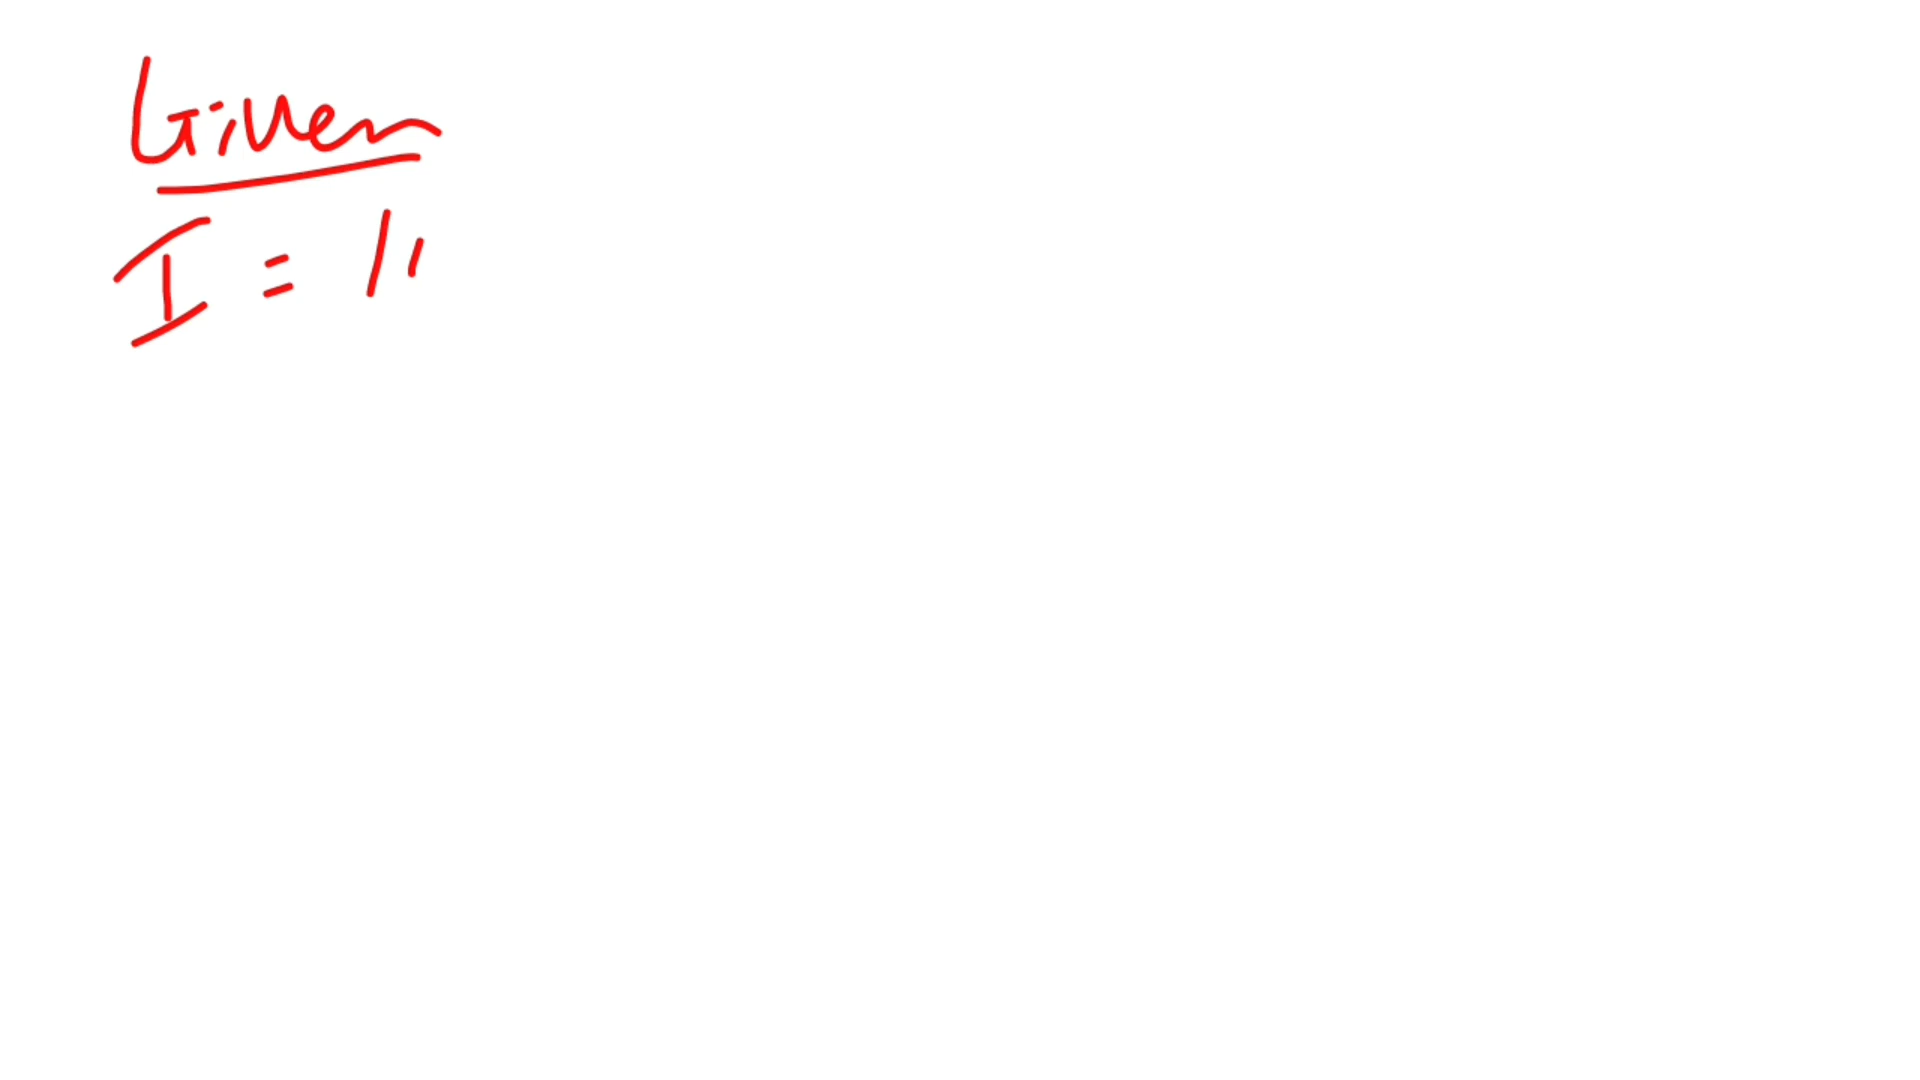 Given
I = 11